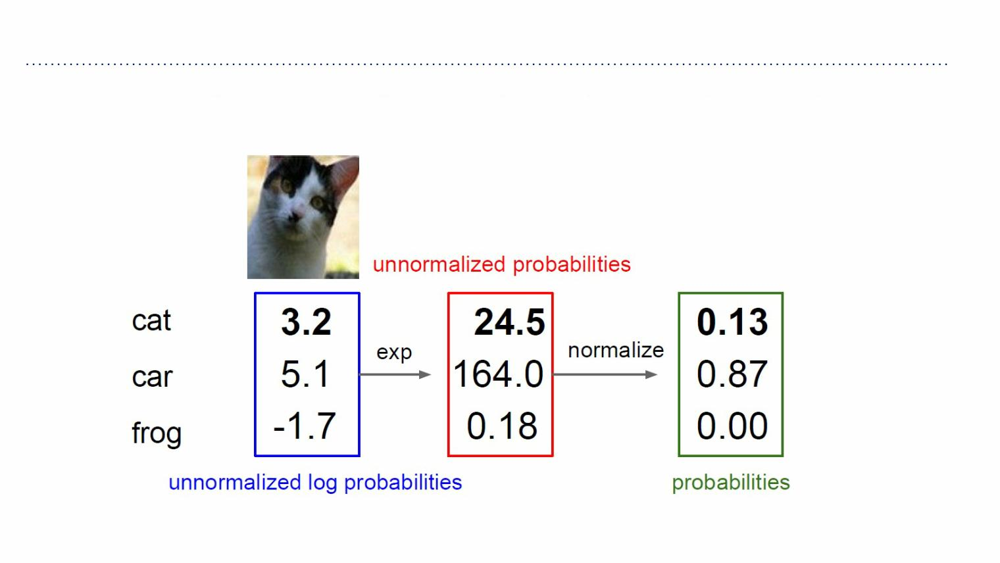 unnormalized probabilities
cat 3.2 24.5 0.13
exp normalize
car 5.1 164.0 0.87
frog -1.7 0.18 0.00
unnormalized log probabilities probabilities